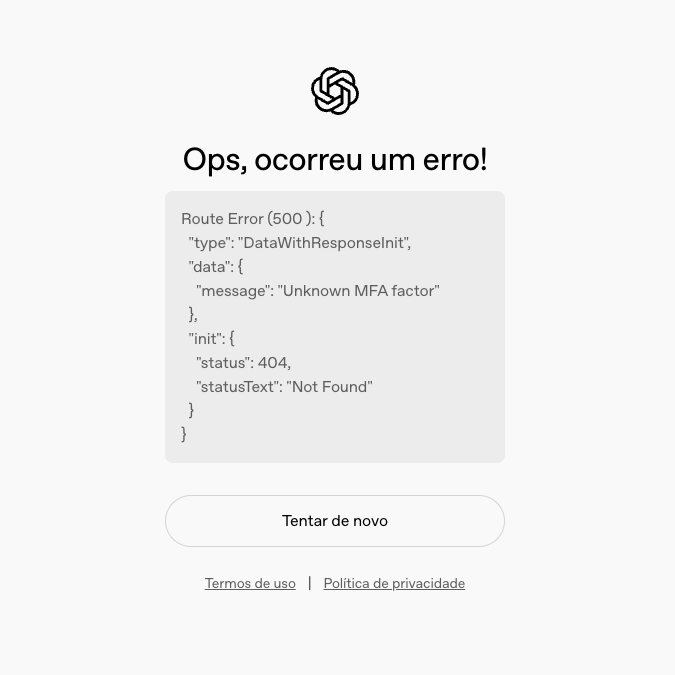 Ops, ocorreu um erro!
Route Error (500 ): {
"type": "DataWithResponseInit",
"data": {
"message": "Unknown MFA factor"
},
"init": {
"status": 404,
"statusText": "Not Found"
}
}
Tentar de novo
Termos de uso | Política de privacidade